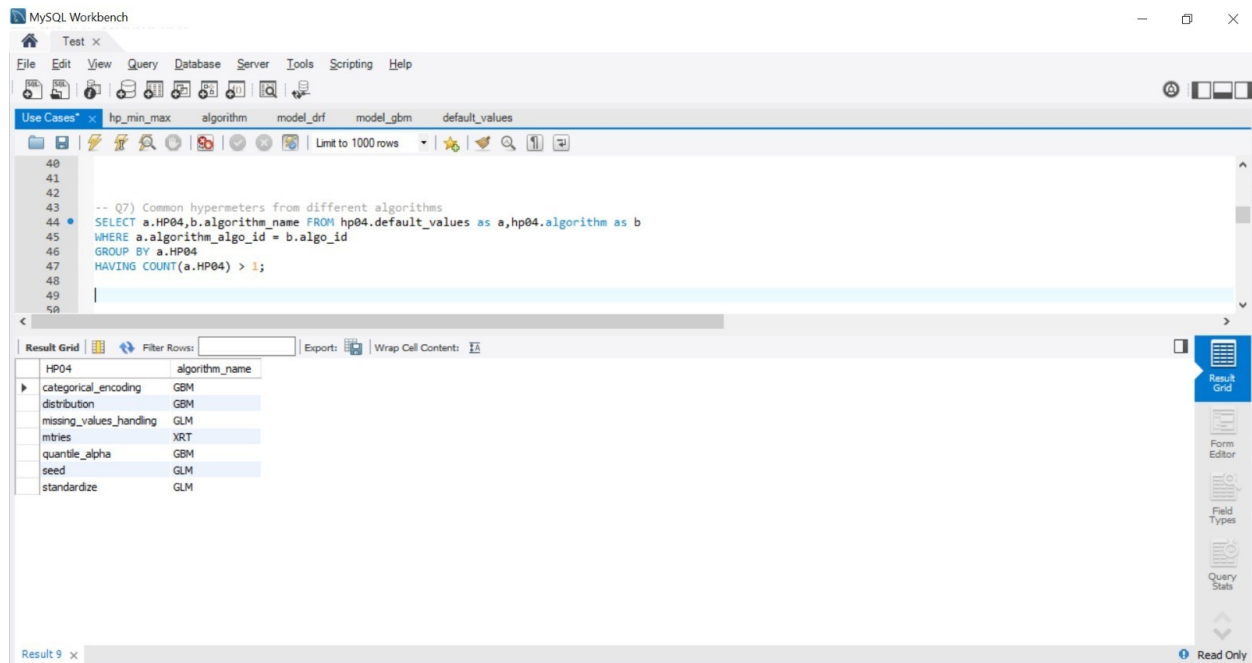 MySQL Workbench
Test
File Edit View Query Database Server Tools Scripting Help
Use Cases* hp_min_max algorithm model_drf model_gbm default_values
Limit to 1000 rows
40
41
42
43 -- Q7) Common hypermeters from different algorithms
44 SELECT a.HP04,b.algorithm_name FROM hp04.default_values as a,hp04.algorithm as b
45 WHERE a.algorithm_algo_id = b.algo_id
46 GROUP BY a.HP04
47 HAVING COUNT(a.HP04) > 1;
48
49
50
Result Grid Filter Rows: Export: Wrap Cell Content:
HP04 algorithm_name
categorical_encoding GBM
distribution GBM
missing_values_handling GLM
mtries XRT
quantile_alpha GBM
seed GLM
standardize GLM
Result
Grid
Form
Editor
Field
Types
Query
Stats
Result 9 Read Only